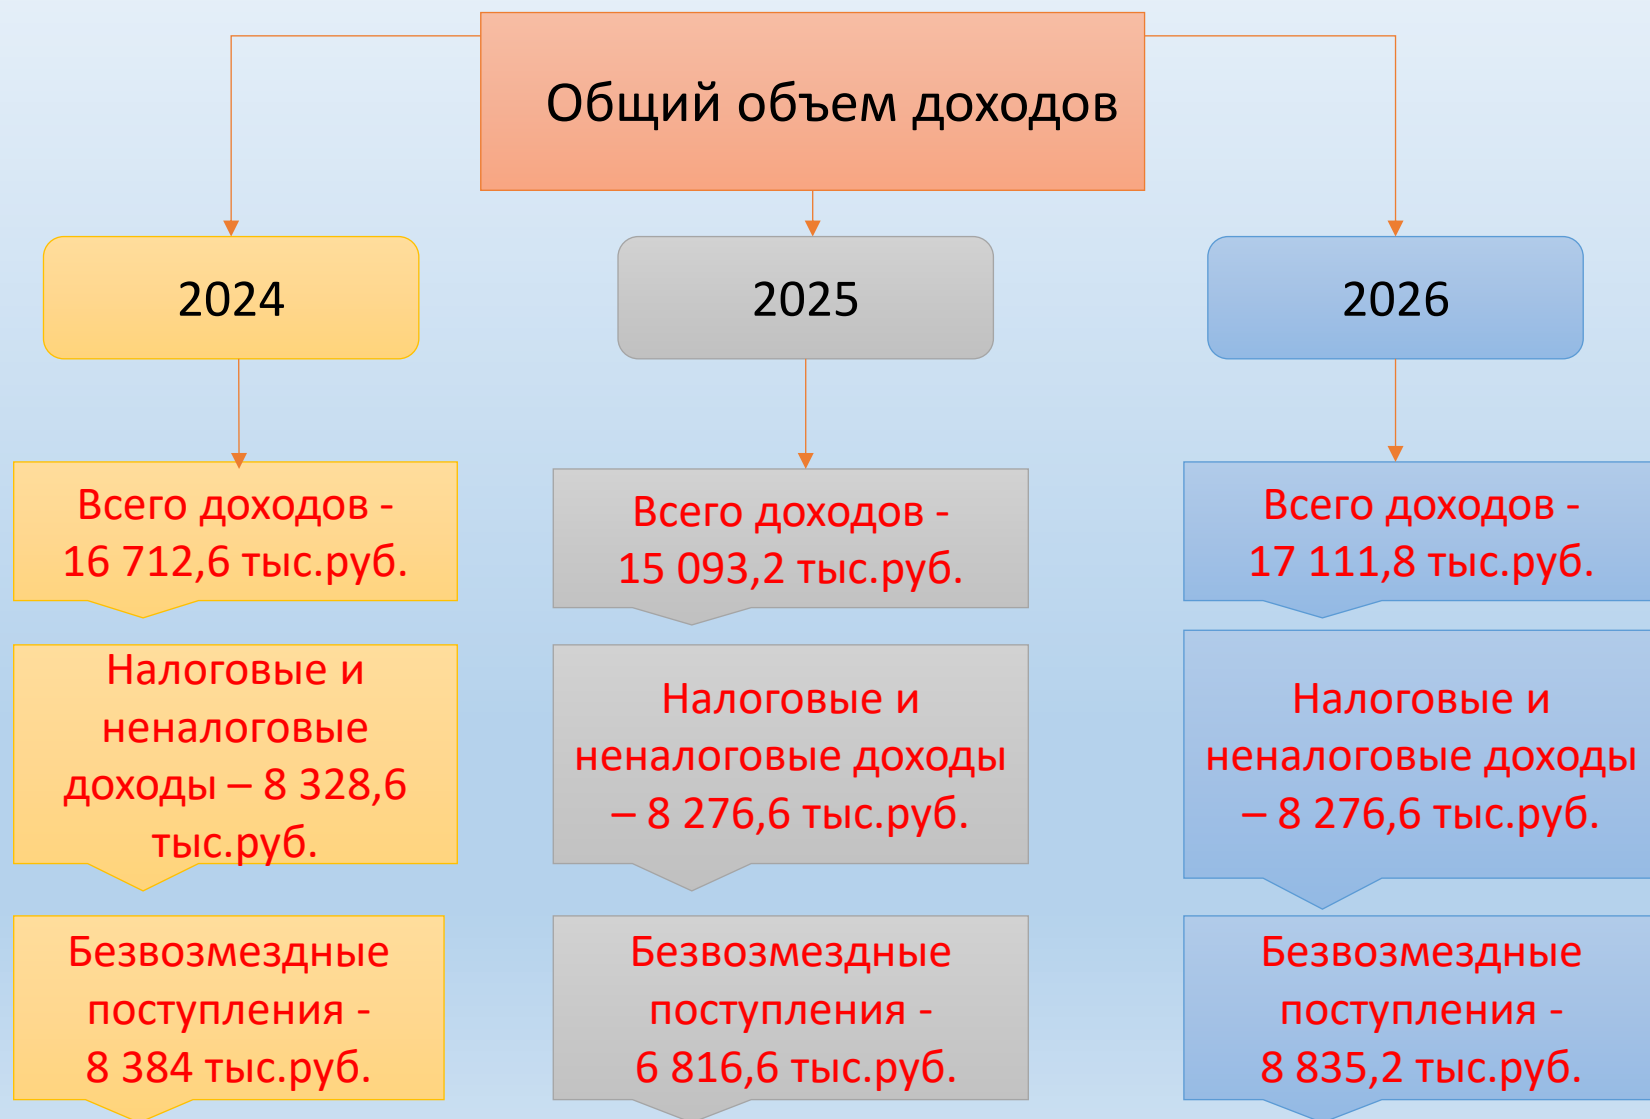 Общий объем доходов
2024
2025
2026
Всего доходов -
16 712,6 тыс.руб.
Всего доходов -
15 093,2 тыс.руб.
Всего доходов -
17 111,8 тыс.руб.
Налоговые и
неналоговые
доходы – 8 328,6
тыс.руб.
Налоговые и
неналоговые доходы
– 8 276,6 тыс.руб.
Налоговые и
неналоговые доходы
– 8 276,6 тыс.руб.
Безвозмездные
поступления -
8 384 тыс.руб.
Безвозмездные
поступления -
6 816,6 тыс.руб.
Безвозмездные
поступления -
8 835,2 тыс.руб.